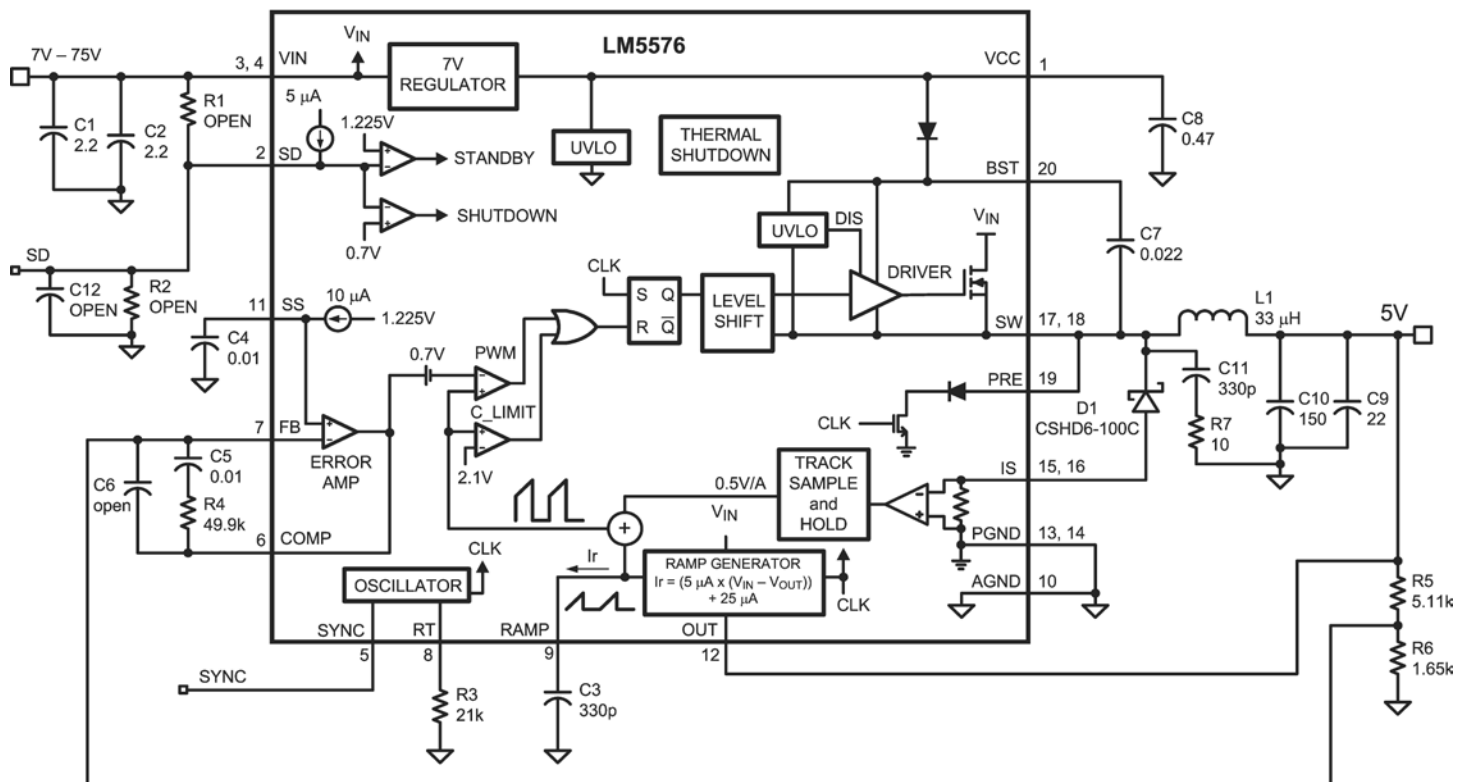 LM5576
7V – 75V
3, 4
VIN
V_IN
7V
REGULATOR
VCC
1
R1
OPEN
C1
2.2
C2
2.2
5 μA
1.225V
2
SD
STANDBY
SHUTDOWN
0.7V
UVLO
THERMAL
SHUTDOWN
C8
0.47
BST
20
UVLO
DIS
V_IN
C7
0.022
SD
C12
OPEN
R2
OPEN
CLK
S Q
R Q̅
LEVEL
SHIFT
DRIVER
11
SS
10 μA
1.225V
C4
0.01
SW
17, 18
L1
33 μH
5V
0.7V
PWM
C_LIMIT
2.1V
PRE
19
CLK
C11
330p
D1
CSHD6-100C
R7
10
C10
150
C9
22
7
FB
ERROR
AMP
C5
0.01
C6
open
R4
49.9k
6
COMP
0.5V/A
TRACK
SAMPLE
and
HOLD
IS
15, 16
+
V_IN
PGND
13, 14
CLK
OSCILLATOR
Ir
RAMP GENERATOR
Ir = (5 μA x (V_IN – V_OUT))
+ 25 μA
CLK
AGND
10
R5
5.11k
SYNC
RT
RAMP
OUT
5
8
9
12
SYNC
R3
21k
C3
330p
R6
1.65k